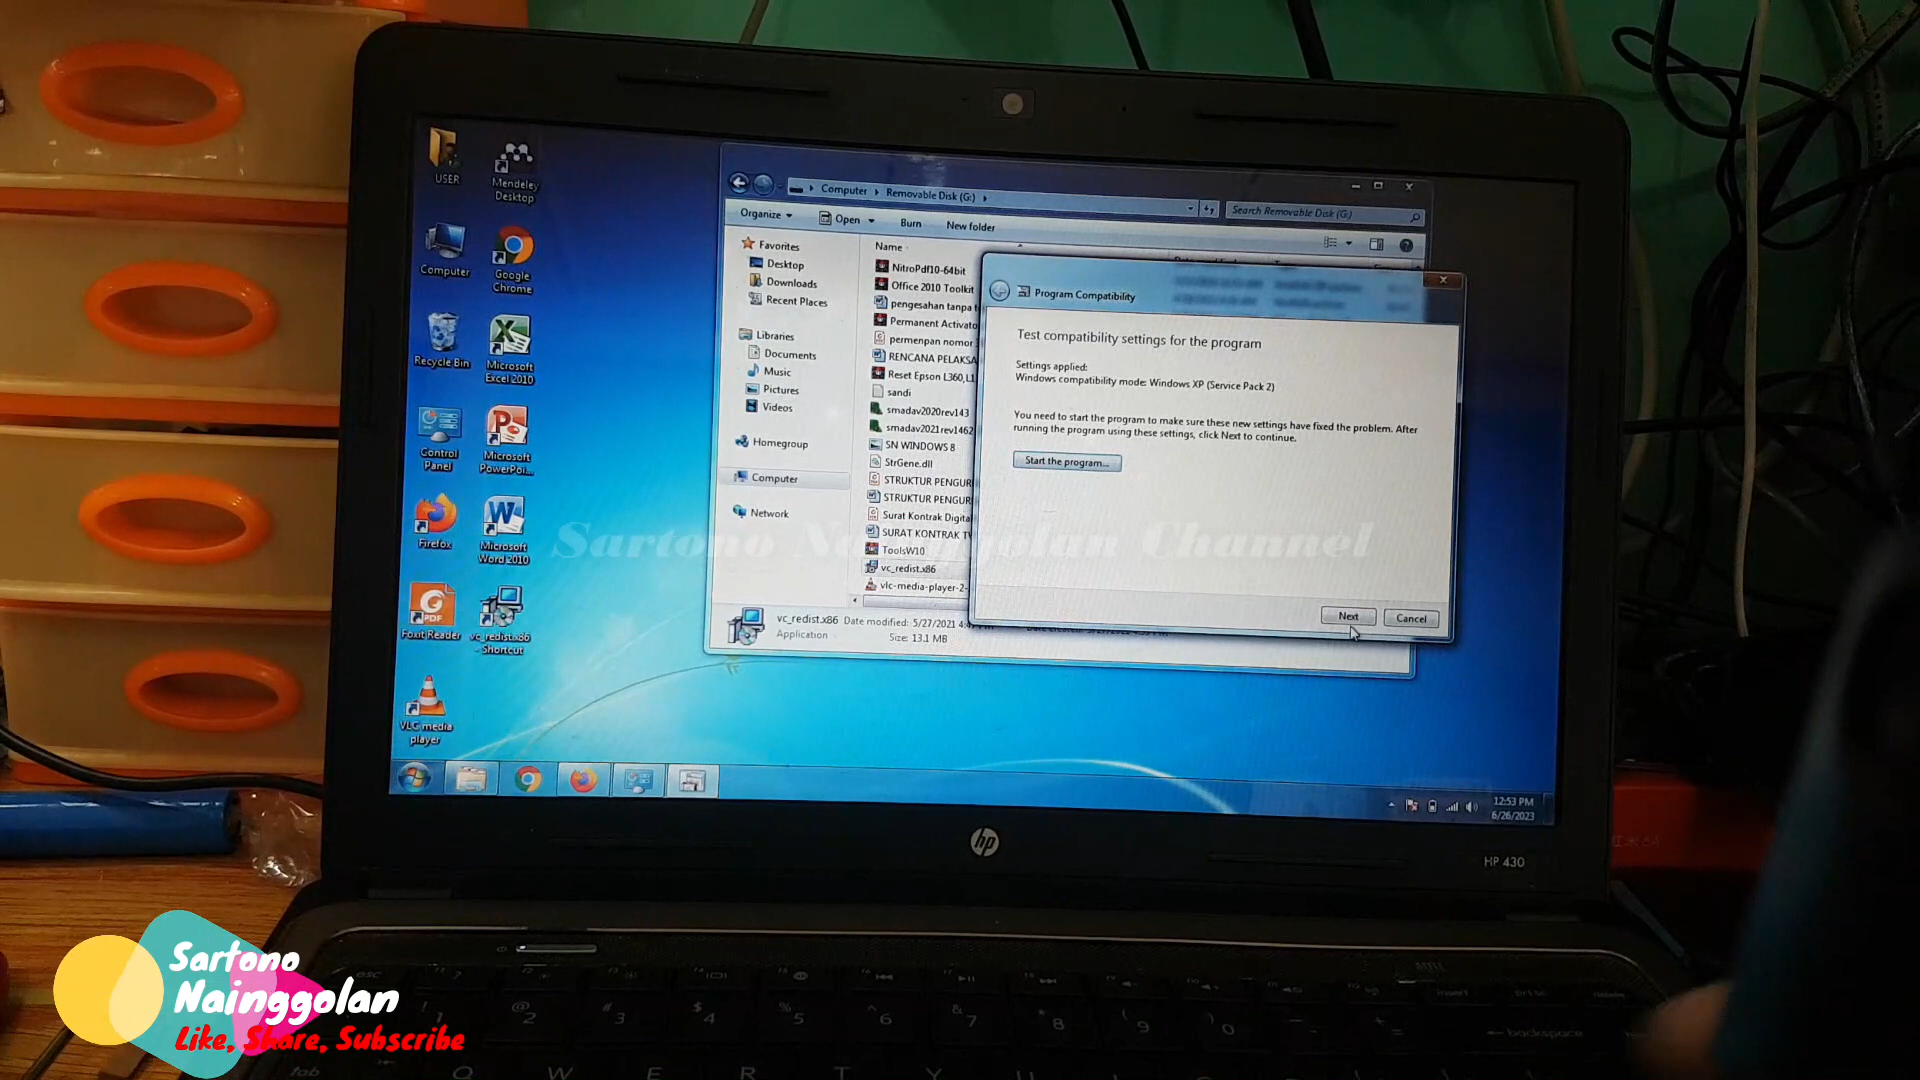 USER
Mendeley
Desktop
Computer
Google
Chrome
Recycle Bin
Microsoft
Excel 2010
Control
Panel
Microsoft
PowerPoi...
Firefox
Microsoft
Word 2010
Foxit Reader
vc_redist.x86
- Shortcut
VLC media
player
Computer
Removable Disk (G:)
Search Removable Disk (G:)
Organize
Open
Burn
New folder
Favorites
Desktop
Downloads
Recent Places
Libraries
Documents
Music
Pictures
Videos
Homegroup
Computer
Network
Name
NitroPdf10-64bit
Office 2010 Toolkit
pengesahan tanpa
Permanent Activato
permenpan nomor
RENCANA PELAKSA
Reset Epson L360,L1
sandi
smadav2020rev143
smadav2021rev1462
SN WINDOWS 8
StrGene.dll
STRUKTUR PENGUR
STRUKTUR PENGUR
Surat Kontrak Digita
SURAT KONTRAK TV
ToolsW10
vc_redist.x86
vlc-media-player-2-
vc_redist.x86 Date modified: 5/27/2021 4:4
Application Size: 13.1 MB
Program Compatibility
Test compatibility settings for the program
Settings applied:
Windows compatibility mode: Windows XP (Service Pack 2)
You need to start the program to make sure these new settings have fixed the problem. After
running the program using these settings, click Next to continue.
Start the program...
Next
Cancel
Sartono Nainggolan Channel
12:53 PM
6/26/2023
hp
HP 430
Sartono
Nainggolan
Like, Share, Subscribe
esc
backspace
tab
Q W E R T Y U